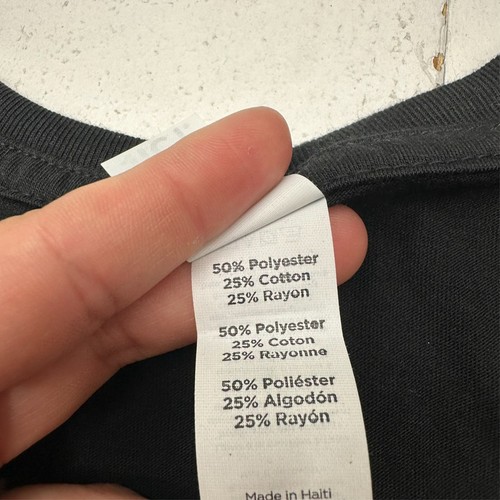 50% Polyester
25% Cotton
25% Rayon
50% Polyester
25% Coton
25% Rayonne
50% Poliéster
25% Algodón
25% Rayón
Made in Haiti